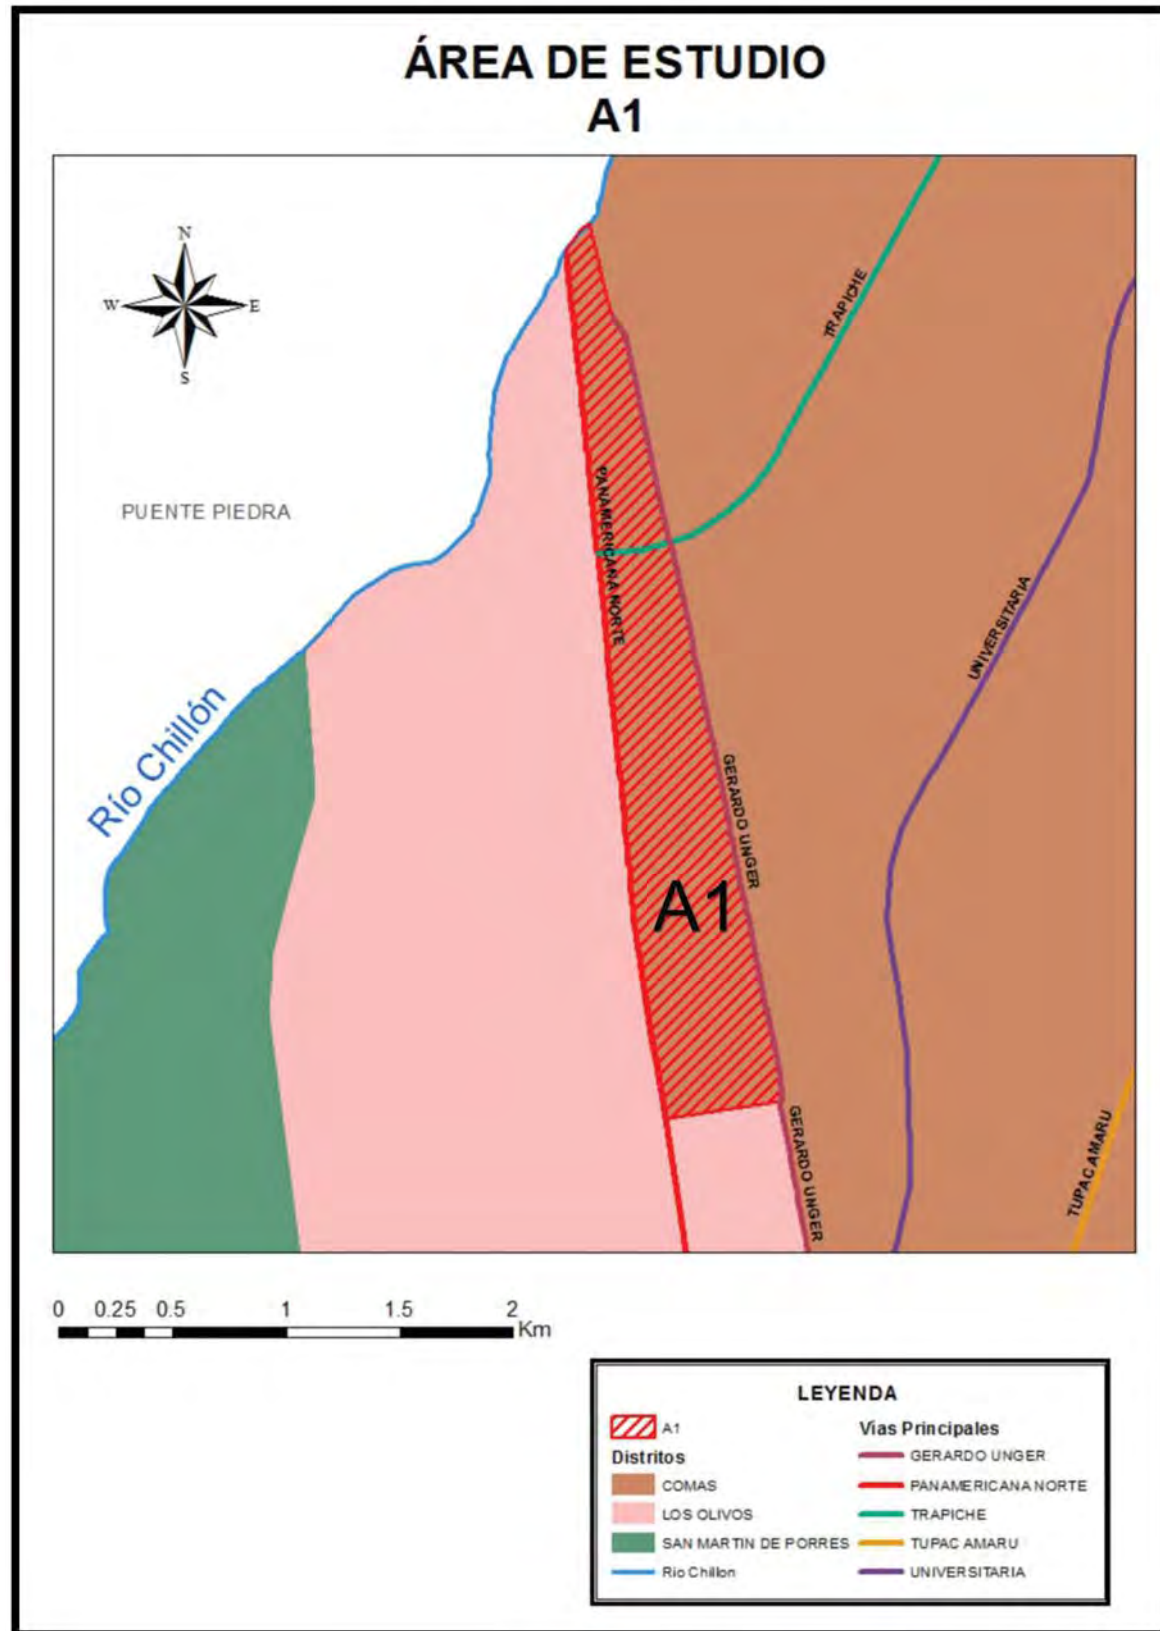 ÁREA DE ESTUDIO
A1
N
W
E
S
TRAPICHE
PANAMERICANA NORTE
PUENTE PIEDRA
UNIVERSITARIA
Río Chillón
GERARDO UNGER
A1
GERARDO UNGER
TUPAC AMARU
0 0.25 0.5 1 1.5 2
Km
LEYENDA
A1
Distritos
COMAS
LOS OLIVOS
SAN MARTIN DE PORRES
Rio Chillon
Vias Principales
GERARDO UNGER
PANAMERICANA NORTE
TRAPICHE
TUPAC AMARU
UNIVERSITARIA